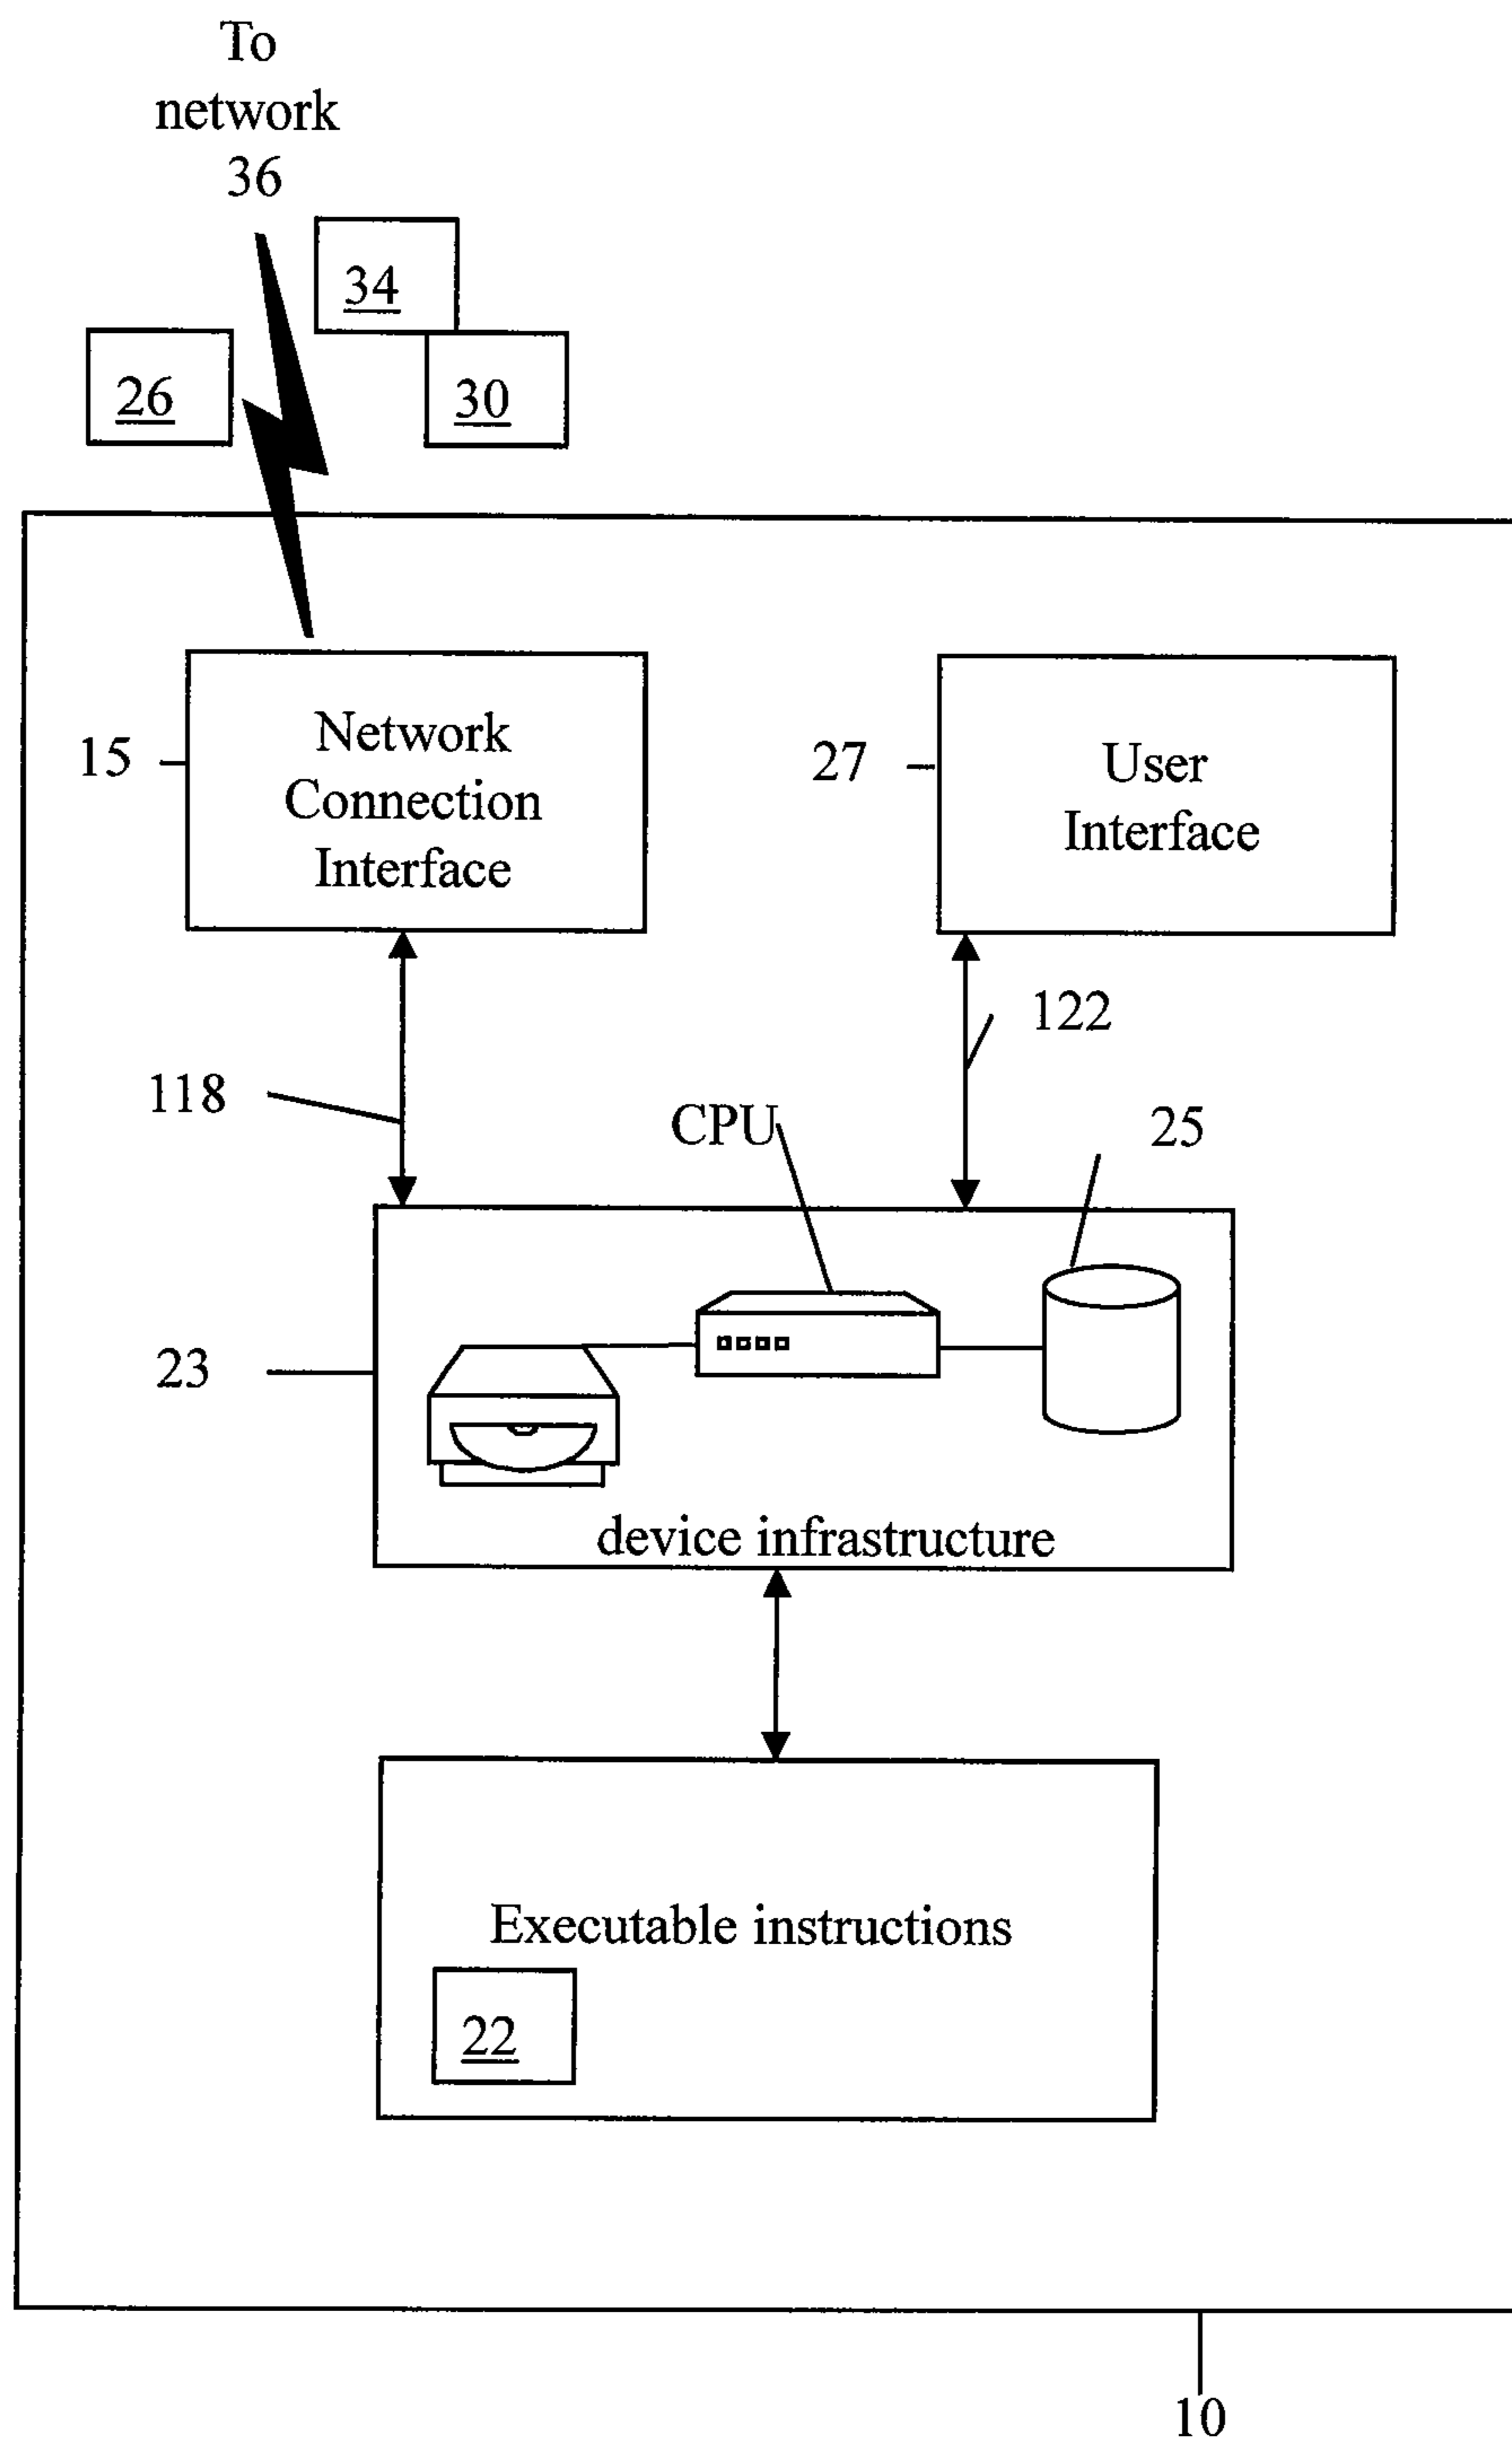 To
network
36
34
26
30
15
Network
Connection
Interface
27
User
Interface
122
118
CPU
25
23
device infrastructure
Executable instructions
22
10